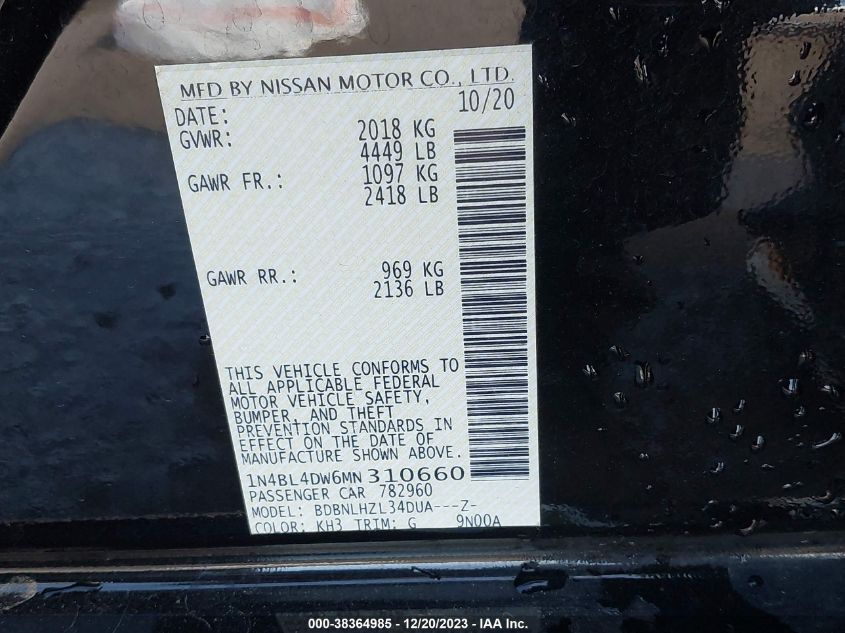 MFD BY NISSAN MOTOR CO., LTD.
DATE: 10/20
GVWR: 2018 KG
4449 LB
GAWR FR.: 1097 KG
2418 LB
GAWR RR.: 969 KG
2136 LB
THIS VEHICLE CONFORMS TO
ALL APPLICABLE FEDERAL
MOTOR VEHICLE SAFETY,
BUMPER, AND THEFT
PREVENTION STANDARDS IN
EFFECT ON THE DATE OF
MANUFACTURE SHOWN ABOVE.
1N4BL4DW6MN310660
PASSENGER CAR 782960
MODEL: BDBNLHZL34DUA---Z-
COLOR: KH3 TRIM: G 9N00A
000-38364985 - 12/20/2023 - IAA Inc.